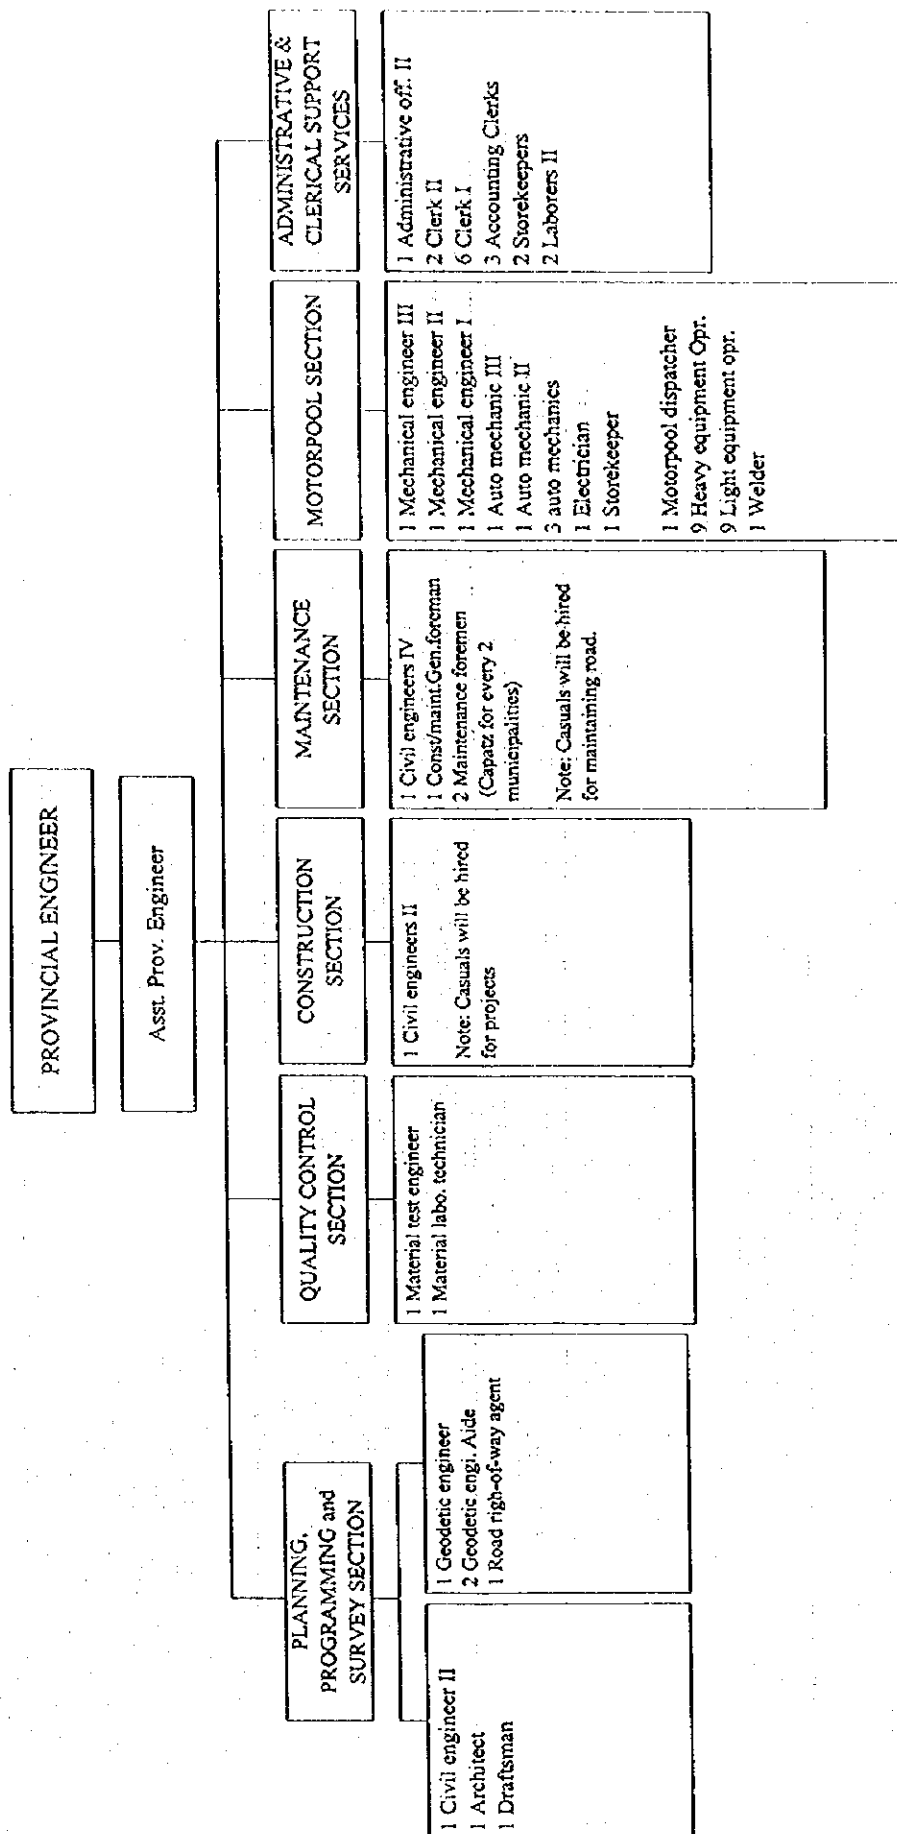 PROVINCIAL ENGINEER
Asst. Prov. Engineer
PLANNING,
PROGRAMMING and
SURVEY SECTION
1 Civil engineer II
1 Architect
1 Draftsman
1 Geodetic engineer
2 Geodetic engi. Aide
1 Road righ-of-way agent
QUALITY CONTROL
SECTION
1 Material test engineer
1 Material labo. technician
CONSTRUCTION
SECTION
1 Civil engineers II
Note: Casuals will be hired
for projects
MAINTENANCE
SECTION
1 Civil engineers IV
1 Const/maint.Gen.foreman
2 Maintenance foremen
(Capatz for every 2
municipalities)
Note: Casuals will be hired
for maintaining road.
MOTORPOOL SECTION
1 Mechanical engineer III
1 Mechanical engineer II
1 Mechanical engineer I
1 Auto mechanic III
1 Auto mechanic II
3 auto mechanics
1 Electrician
1 Storekeeper
1 Motorpool dispatcher
9 Heavy equipment Opr.
9 Light equipment opr.
1 Welder
ADMINISTRATIVE &
CLERICAL SUPPORT
SERVICES
1 Administrative off. II
2 Clerk II
6 Clerk I
3 Accounting Clerks
2 Storekeepers
2 Laborers II